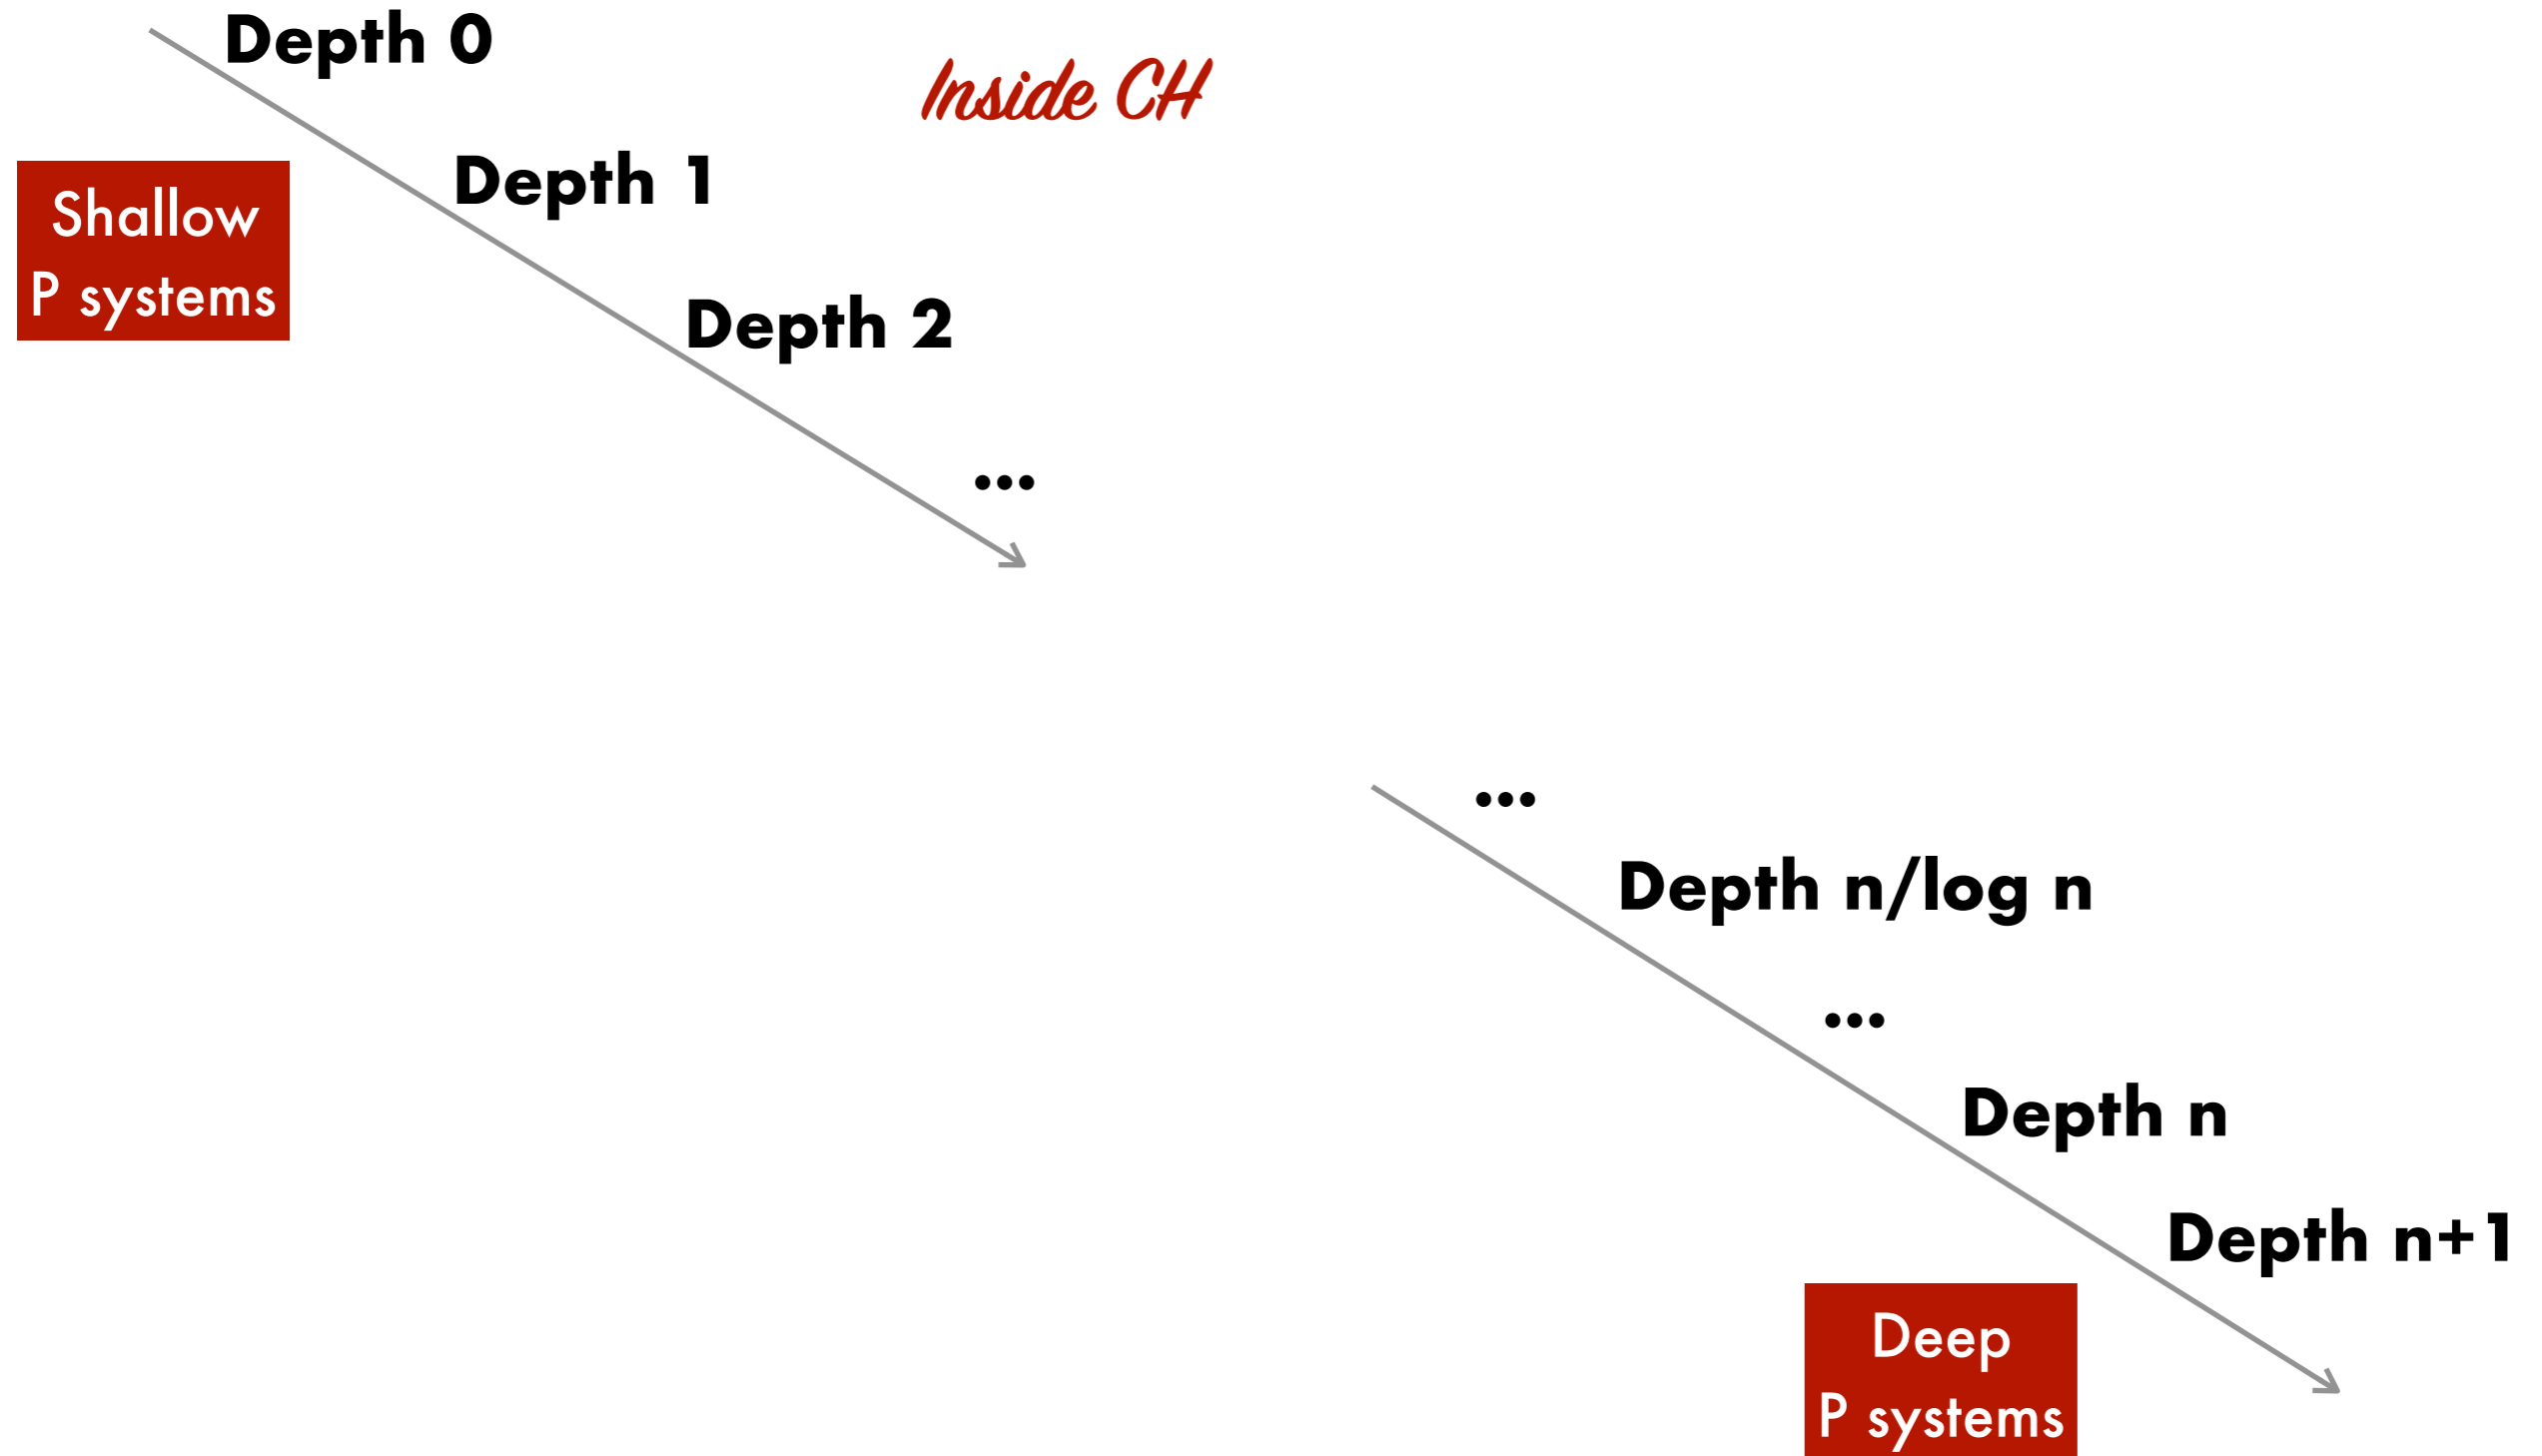 Depth 0
Inside CH
Depth 1
Shallow
P systems
Depth 2
...
...
Depth n/log n
...
Depth n
Depth n+1
Deep
P systems